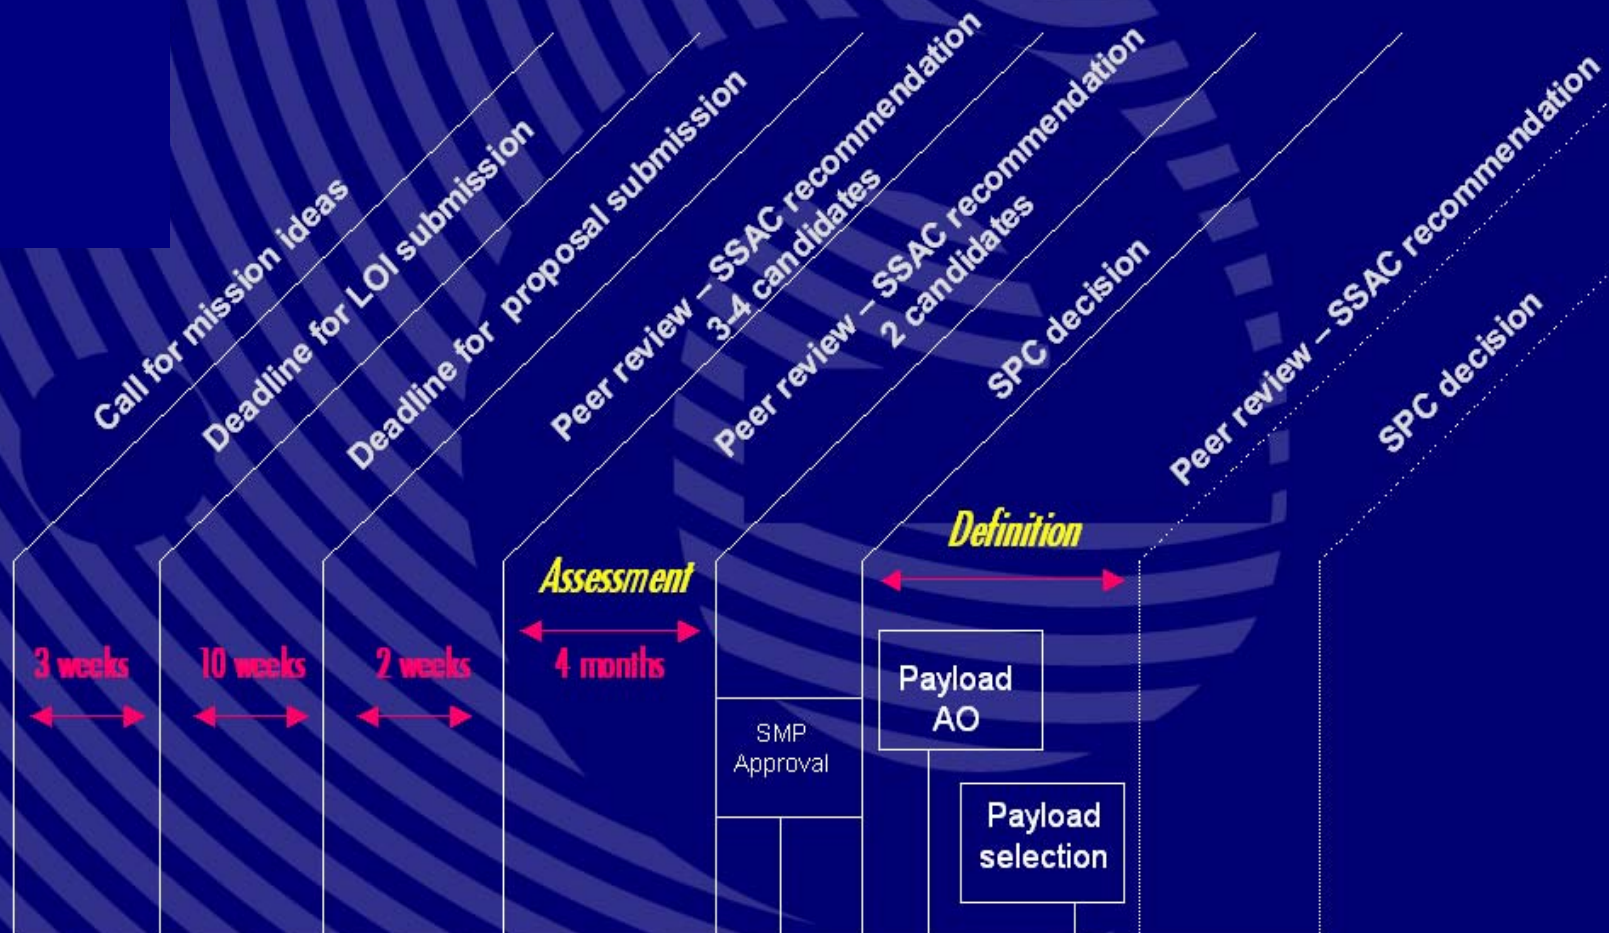 Call for mission ideas
Deadline for LOI submission
Deadline for proposal submission
Peer review – SSAC recommendation
3-4 candidates
Peer review – SSAC recommendation
2 candidates
SPC decision
Peer review – SSAC recommendation
SPC decision
Definition
Assessment
3 weeks
10 weeks
2 weeks
4 months
Payload
AO
SMP
Approval
Payload
selection